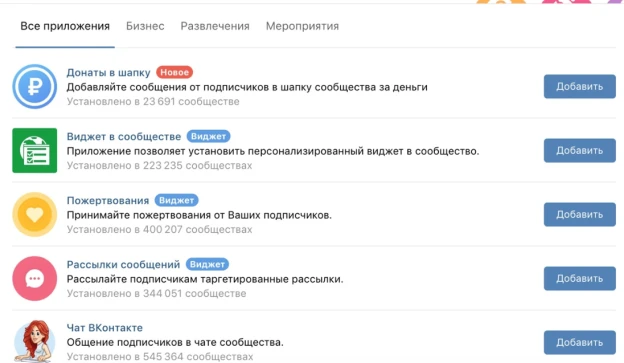 Все приложения Бизнес Развлечения Мероприятия
Донаты в шапку Новое
Добавляйте сообщения от подписчиков в шапку сообщества за деньги
Установлено в 23 691 сообществе
Добавить
Виджет в сообществе Виджет
Приложение позволяет установить персонализированный виджет в сообщество.
Установлено в 223 235 сообществах
Добавить
Пожертвования Виджет
Принимайте пожертвования от Ваших подписчиков.
Установлено в 400 207 сообществах
Добавить
Рассылки сообщений Виджет
Рассылайте подписчикам таргетированные рассылки.
Установлено в 344 051 сообществе
Добавить
Чат ВКонтакте
Общение подписчиков в чате сообщества.
Установлено в 545 364 сообществах
Добавить